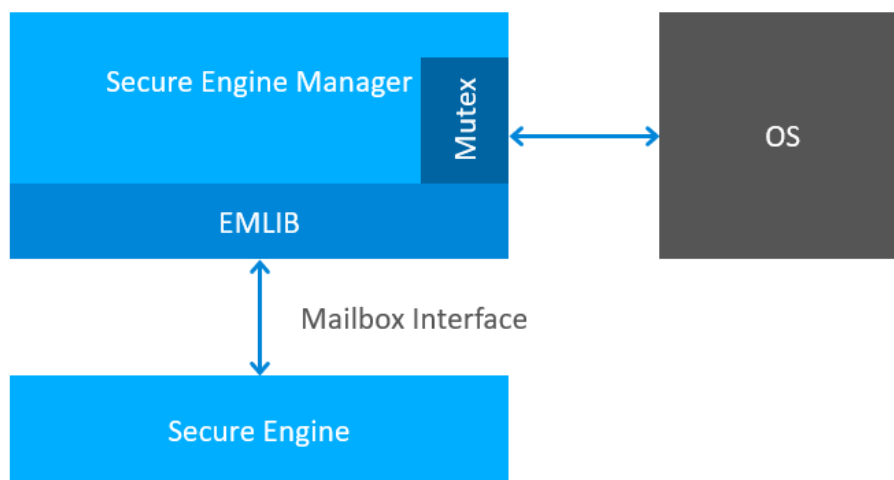 Secure Engine Manager
Mutex
OS
EMLIB
Mailbox Interface
Secure Engine